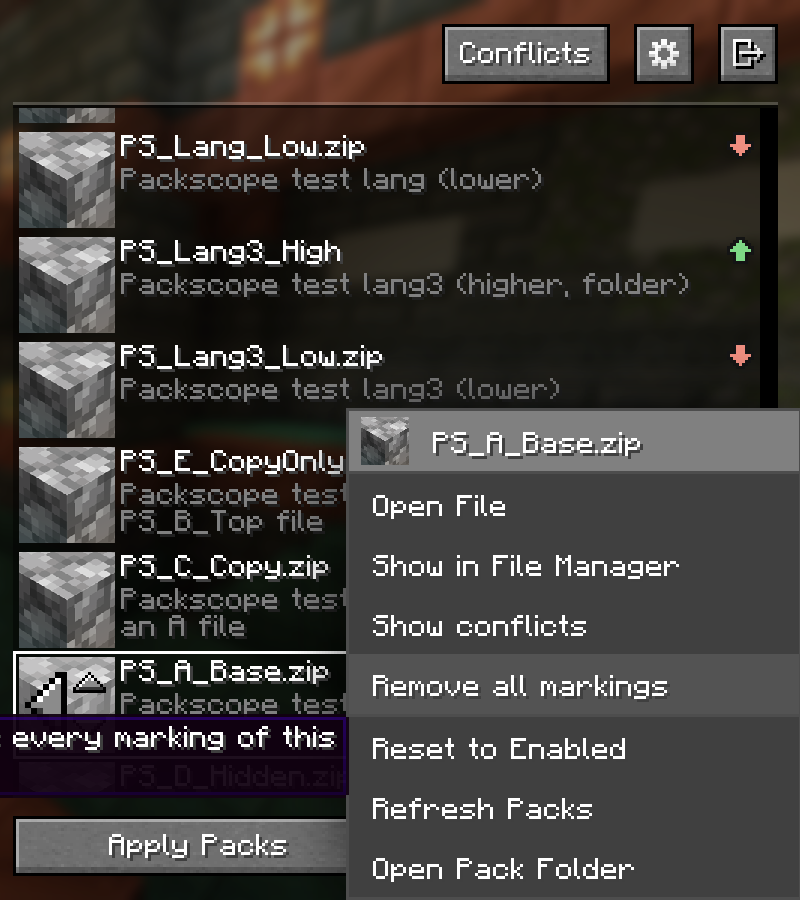 Conflicts
PS_Lang_Low.zip
Packscope test lang (lower)
PS_Lang3_High
Packscope test lang3 (higher, folder)
PS_Lang3_Low.zip
Packscope test lang3 (lower)
PS_E_CopyOnly
Packscope test
PS_B_Top file
PS_C_Copy.zip
Packscope test
an A file
PS_A_Base.zip
Packscope test
every marking of this
PS_D_Hidden.zip
Apply Packs
PS_A_Base.zip
Open File
Show in File Manager
Show conflicts
Remove all markings
Reset to Enabled
Refresh Packs
Open Pack Folder